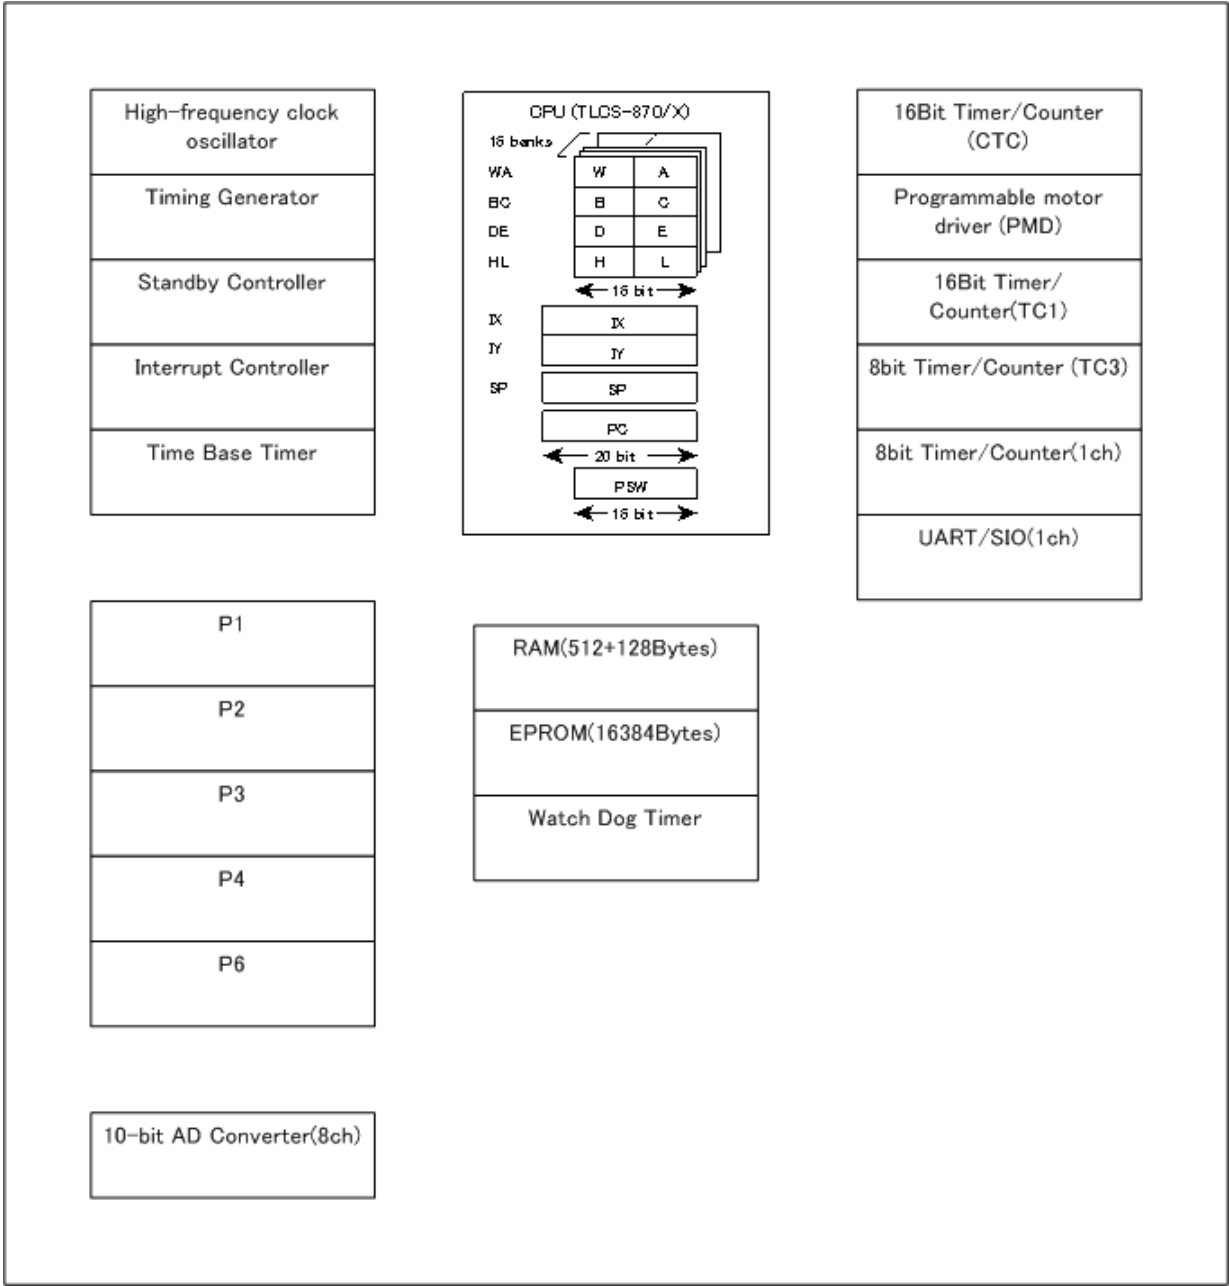 High-frequency clock
oscillator
Timing Generator
Standby Controller
Interrupt Controller
Time Base Timer
P1
P2
P3
P4
P6
10-bit AD Converter(8ch)
CPU (TLCS-870/X)
16 banks
WA W A
BC B C
DE D E
HL H L
16 bit
IX IX
IY IY
SP SP
PC
20 bit
PSW
16 bit
RAM(512+128Bytes)
EPROM(16384Bytes)
Watch Dog Timer
16Bit Timer/Counter
(CTC)
Programmable motor
driver (PMD)
16Bit Timer/
Counter(TC1)
8bit Timer/Counter (TC3)
8bit Timer/Counter(1ch)
UART/SIO(1ch)